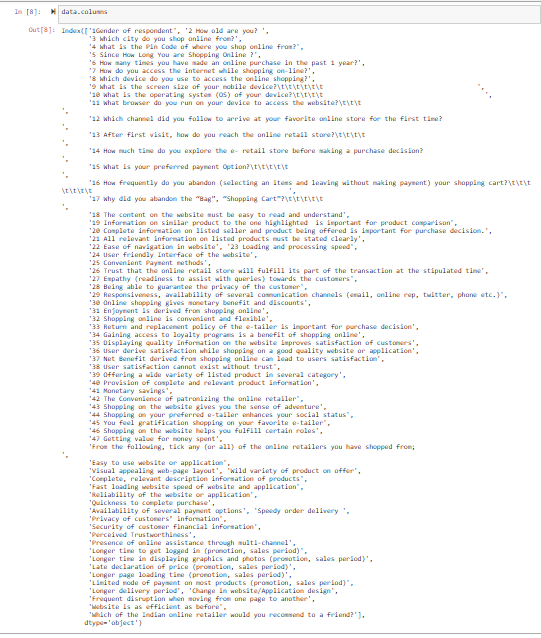 In [8]: data.columns
Out[8]: Index(['1Gender of respondent', '2 How old are you? ',
'3 Which city do you shop online from?',
'4 What is the Pin Code of where you shop online from?',
'5 Since How Long You are Shopping Online ?',
'6 How many times you have made an online purchase in the past 1 year?',
'7 How do you access the internet while shopping on-line?',
'8 Which device do you use to access the online shopping?',
'9 What is the screen size of your mobile device?\t\t\t\t\t\t ',
'10 What is the operating system (OS) of your device?\t\t\t\t ',
'11 What browser do you run on your device to access the website?\t\t\t
',
'12 Which channel did you follow to arrive at your favorite online store for the first time?
',
'13 After first visit, how do you reach the online retail store?\t\t\t\t
',
'14 How much time do you explore the e- retail store before making a purchase decision?
',
'15 What is your preferred payment Option?\t\t\t\t\t
',
'16 How frequently do you abandon (selecting an items and leaving without making payment) your shopping cart?\t\t\t
\t\t\t\t ',
'17 Why did you abandon the “Bag”, “Shopping Cart”?\t\t\t\t\t
',
'18 The content on the website must be easy to read and understand',
'19 Information on similar product to the one highlighted  is important for product comparison',
'20 Complete information on listed seller and product being offered is important for purchase decision.',
'21 All relevant information on listed products must be stated clearly',
'22 Ease of navigation in website', '23 Loading and processing speed',
'24 User friendly Interface of the website',
'25 Convenient Payment methods',
'26 Trust that the online retail store will fulfill its part of the transaction at the stipulated time',
'27 Empathy (readiness to assist with queries) towards the customers',
'28 Being able to guarantee the privacy of the customer',
'29 Responsiveness, availability of several communication channels (email, online rep, twitter, phone etc.)',
'30 Online shopping gives monetary benefit and discounts',
'31 Enjoyment is derived from shopping online',
'32 Shopping online is convenient and flexible',
'33 Return and replacement policy of the e-tailer is important for purchase decision',
'34 Gaining access to loyalty programs is a benefit of shopping online',
'35 Displaying quality Information on the website improves satisfaction of customers',
'36 User derive satisfaction while shopping on a good quality website or application',
'37 Net Benefit derived from shopping online can lead to users satisfaction',
'38 User satisfaction cannot exist without trust',
'39 Offering a wide variety of listed product in several category',
'40 Provision of complete and relevant product information',
'41 Monetary savings',
'42 The Convenience of patronizing the online retailer',
'43 Shopping on the website gives you the sense of adventure',
'44 Shopping on your preferred e-tailer enhances your social status',
'45 You feel gratification shopping on your favorite e-tailer',
'46 Shopping on the website helps you fulfill certain roles',
'47 Getting value for money spent',
'From the following, tick any (or all) of the online retailers you have shopped from;
',
'Easy to use website or application',
'Visual appealing web-page layout', 'Wild variety of product on offer',
'Complete, relevant description information of products',
'Fast loading website speed of website and application',
'Reliability of the website or application',
'Quickness to complete purchase',
'Availability of several payment options', 'Speedy order delivery ',
'Privacy of customers’ information',
'Security of customer financial information',
'Perceived Trustworthiness',
'Presence of online assistance through multi-channel',
'Longer time to get logged in (promotion, sales period)',
'Longer time in displaying graphics and photos (promotion, sales period)',
'Late declaration of price (promotion, sales period)',
'Longer page loading time (promotion, sales period)',
'Limited mode of payment on most products (promotion, sales period)',
'Longer delivery period', 'Change in website/Application design',
'Frequent disruption when moving from one page to another',
'Website is as efficient as before',
'Which of the Indian online retailer would you recommend to a friend?'],
dtype='object')